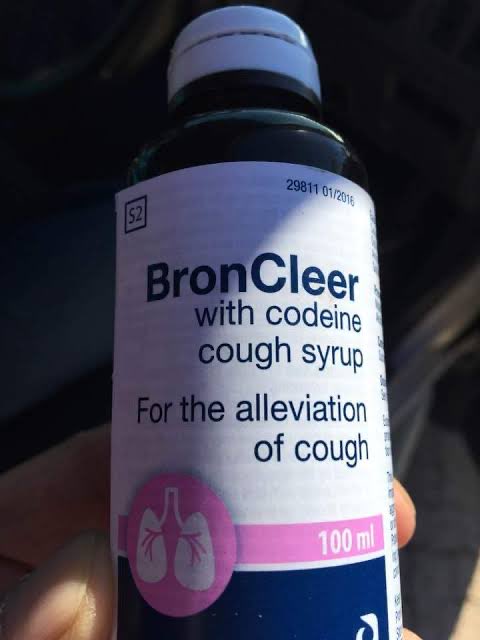 S2
29811 01/2016
BronCleer
with codeine
cough syrup
For the alleviation
of cough
100 ml